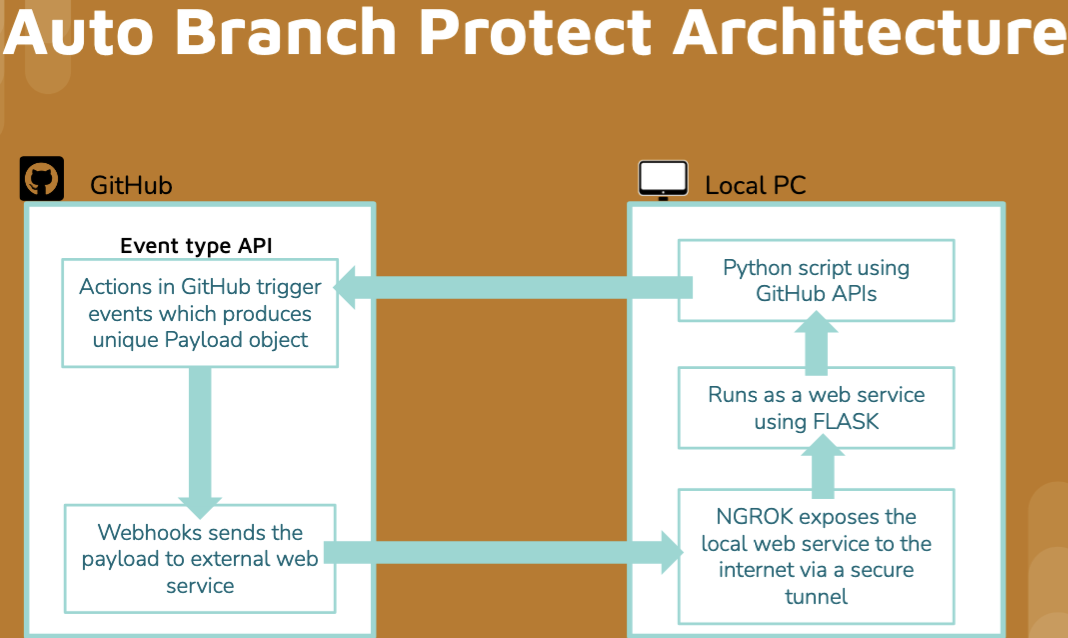 Auto Branch Protect Architecture
GitHub
Event type API
Actions in GitHub trigger
events which produces
unique Payload object
Webhooks sends the
payload to external web
service
Local PC
Python script using
GitHub APIs
Runs as a web service
using FLASK
NGROK exposes the
local web service to the
internet via a secure
tunnel